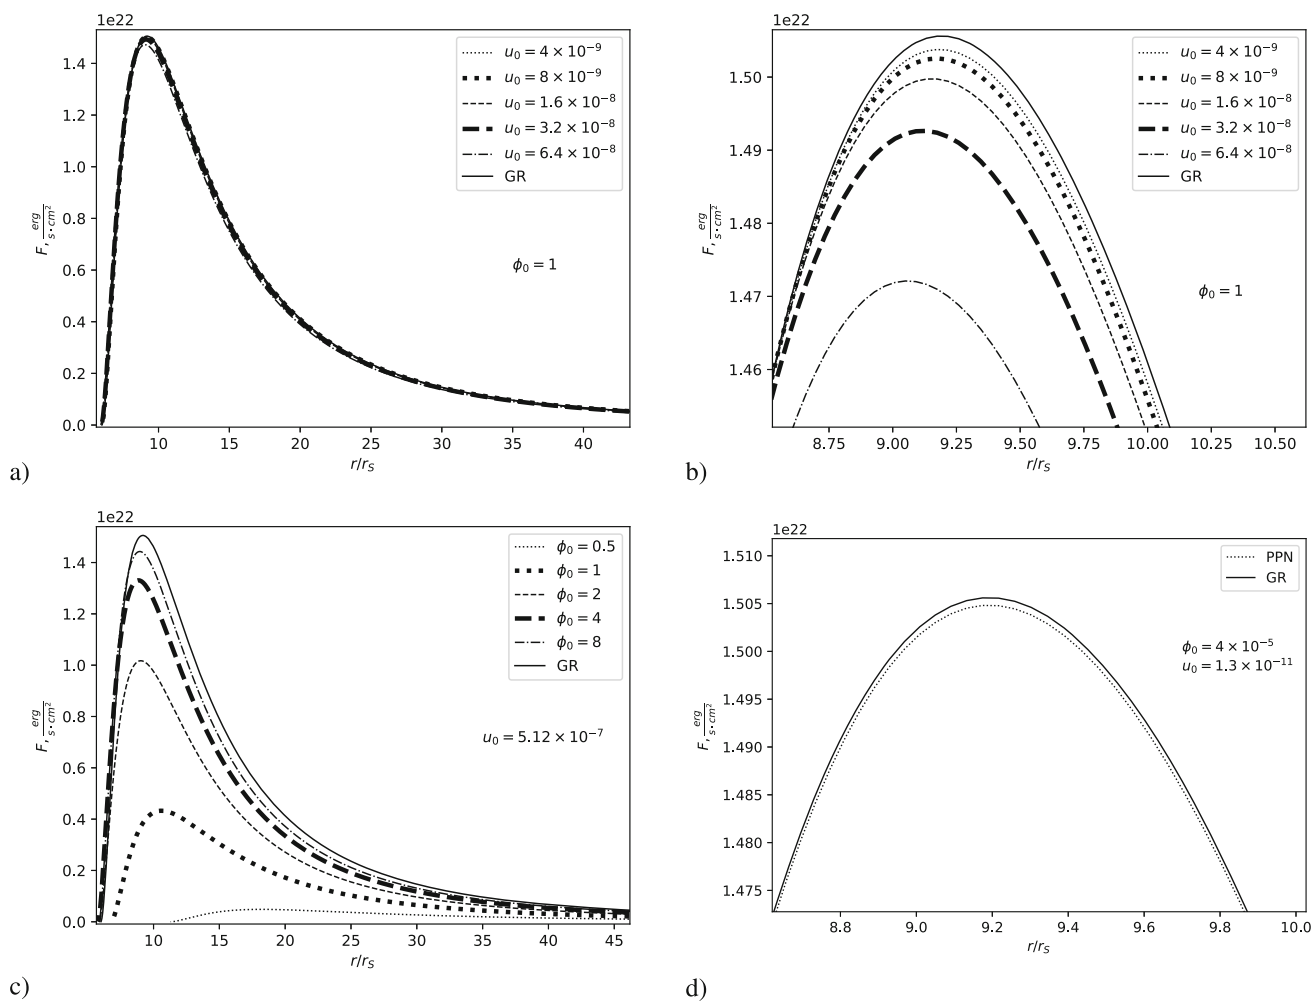 1e22
F, erg/s·cm²
1.4
1.2
1.0
0.8
0.6
0.4
0.2
0.0
10 15 20 25 30 35 40
r/r_S
u₀ = 4 × 10⁻⁹
u₀ = 8 × 10⁻⁹
u₀ = 1.6 × 10⁻⁸
u₀ = 3.2 × 10⁻⁸
u₀ = 6.4 × 10⁻⁸
GR
ϕ₀ = 1
a)
1e22
F, erg/s·cm²
1.50
1.49
1.48
1.47
1.46
8.75 9.00 9.25 9.50 9.75 10.00 10.25 10.50
r/r_S
u₀ = 4 × 10⁻⁹
u₀ = 8 × 10⁻⁹
u₀ = 1.6 × 10⁻⁸
u₀ = 3.2 × 10⁻⁸
u₀ = 6.4 × 10⁻⁸
GR
ϕ₀ = 1
b)
1e22
F, erg/s·cm²
1.4
1.2
1.0
0.8
0.6
0.4
0.2
0.0
10 15 20 25 30 35 40 45
r/r_S
ϕ₀ = 0.5
ϕ₀ = 1
ϕ₀ = 2
ϕ₀ = 4
ϕ₀ = 8
GR
u₀ = 5.12 × 10⁻⁷
c)
1e22
F, erg/s·cm²
1.510
1.505
1.500
1.495
1.490
1.485
1.480
1.475
8.8 9.0 9.2 9.4 9.6 9.8 10.0
r/r_S
PPN
GR
ϕ₀ = 4 × 10⁻⁵
u₀ = 1.3 × 10⁻¹¹
d)